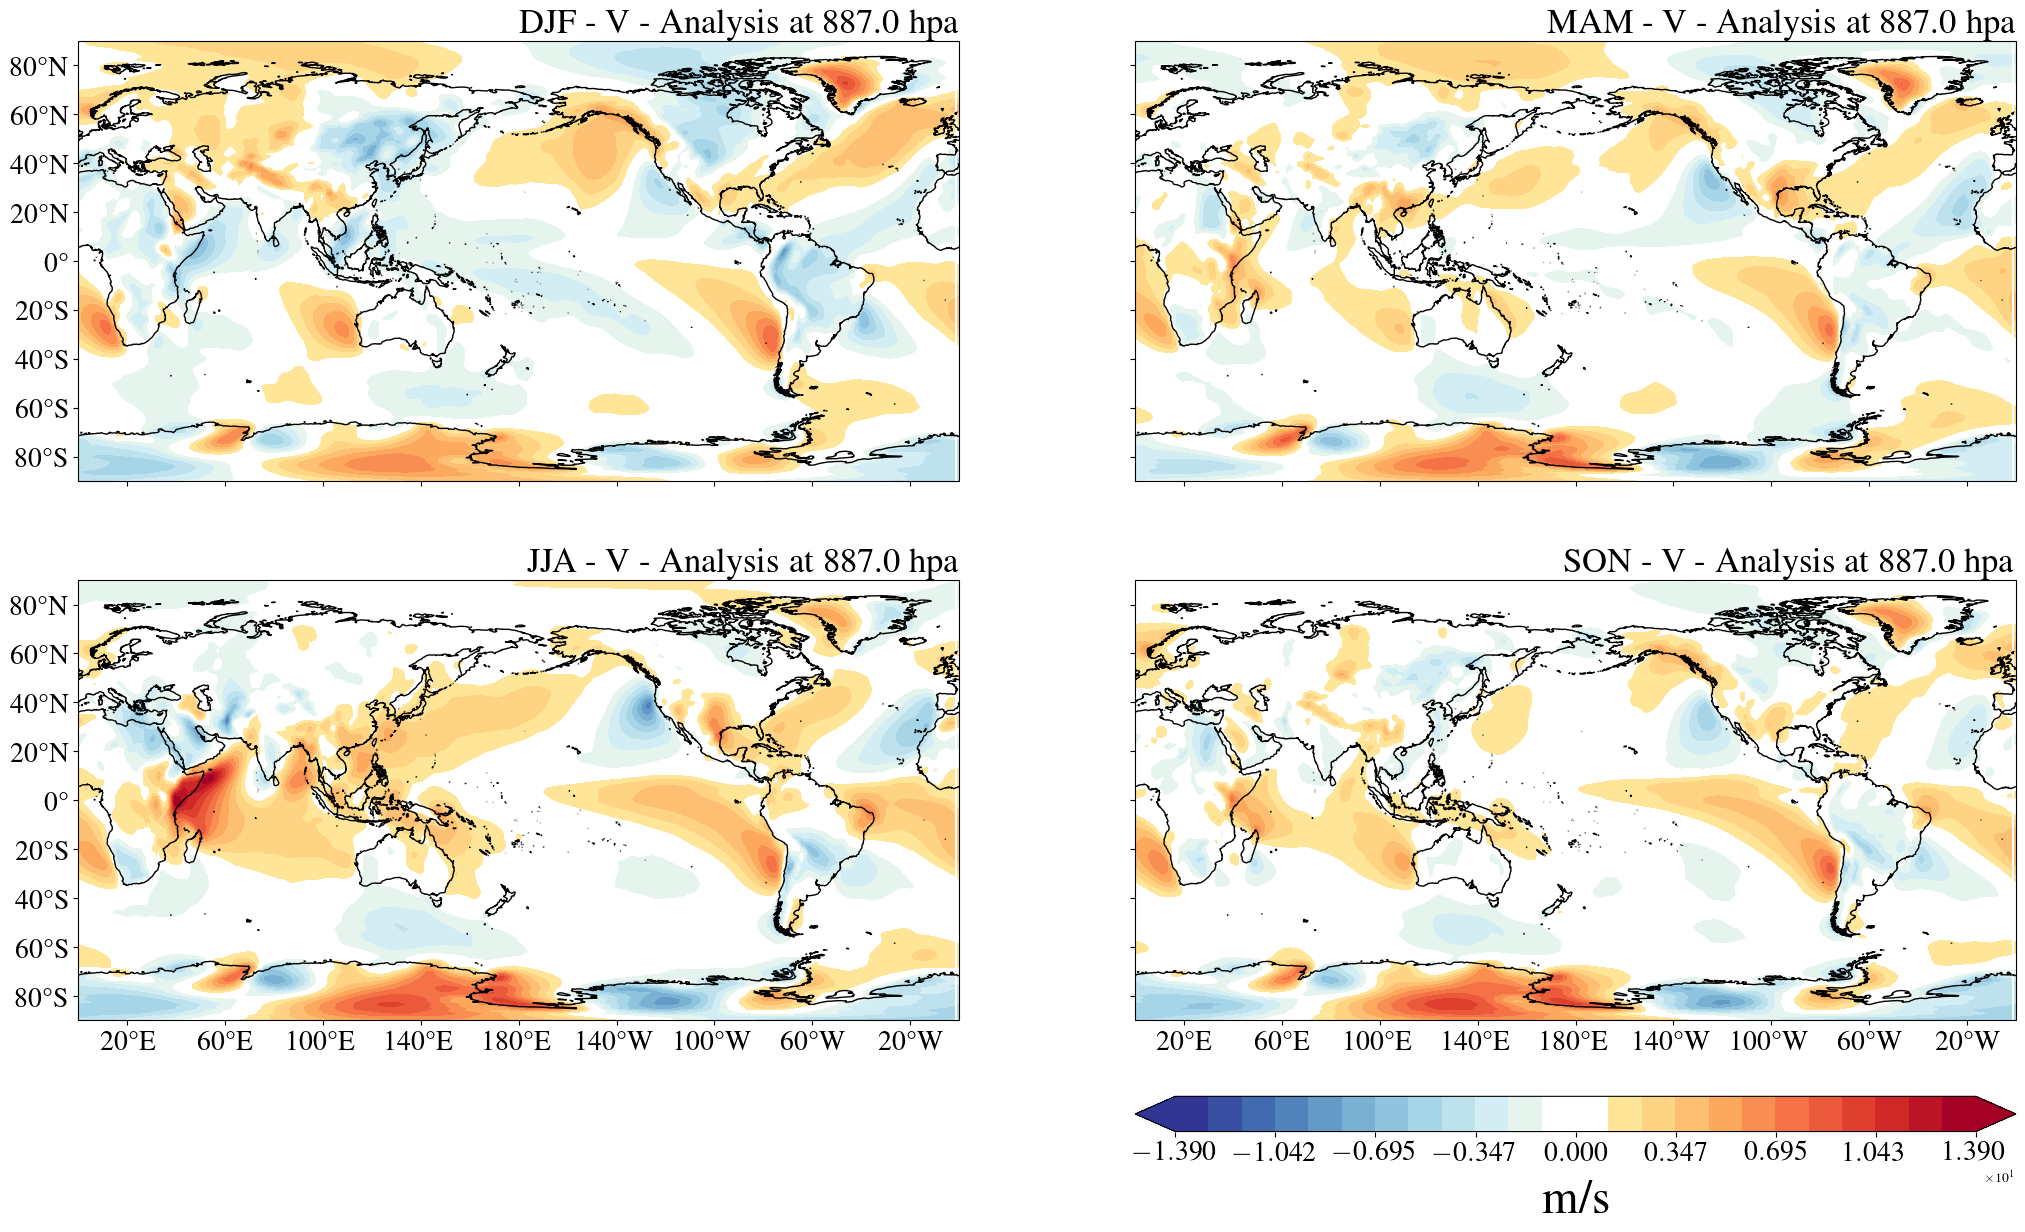 DJF - V - Analysis at 887.0 hpa
MAM - V - Analysis at 887.0 hpa
80°N
60°N
40°N
20°N
0°
20°S
40°S
60°S
80°S
JJA - V - Analysis at 887.0 hpa
SON - V - Analysis at 887.0 hpa
80°N
60°N
40°N
20°N
0°
20°S
40°S
60°S
80°S
20°E 60°E 100°E 140°E 180°E 140°W 100°W 60°W 20°W
20°E 60°E 100°E 140°E 180°E 140°W 100°W 60°W 20°W
−1.390 −1.042 −0.695 −0.347 0.000 0.347 0.695 1.043 1.390
×10¹
m/s